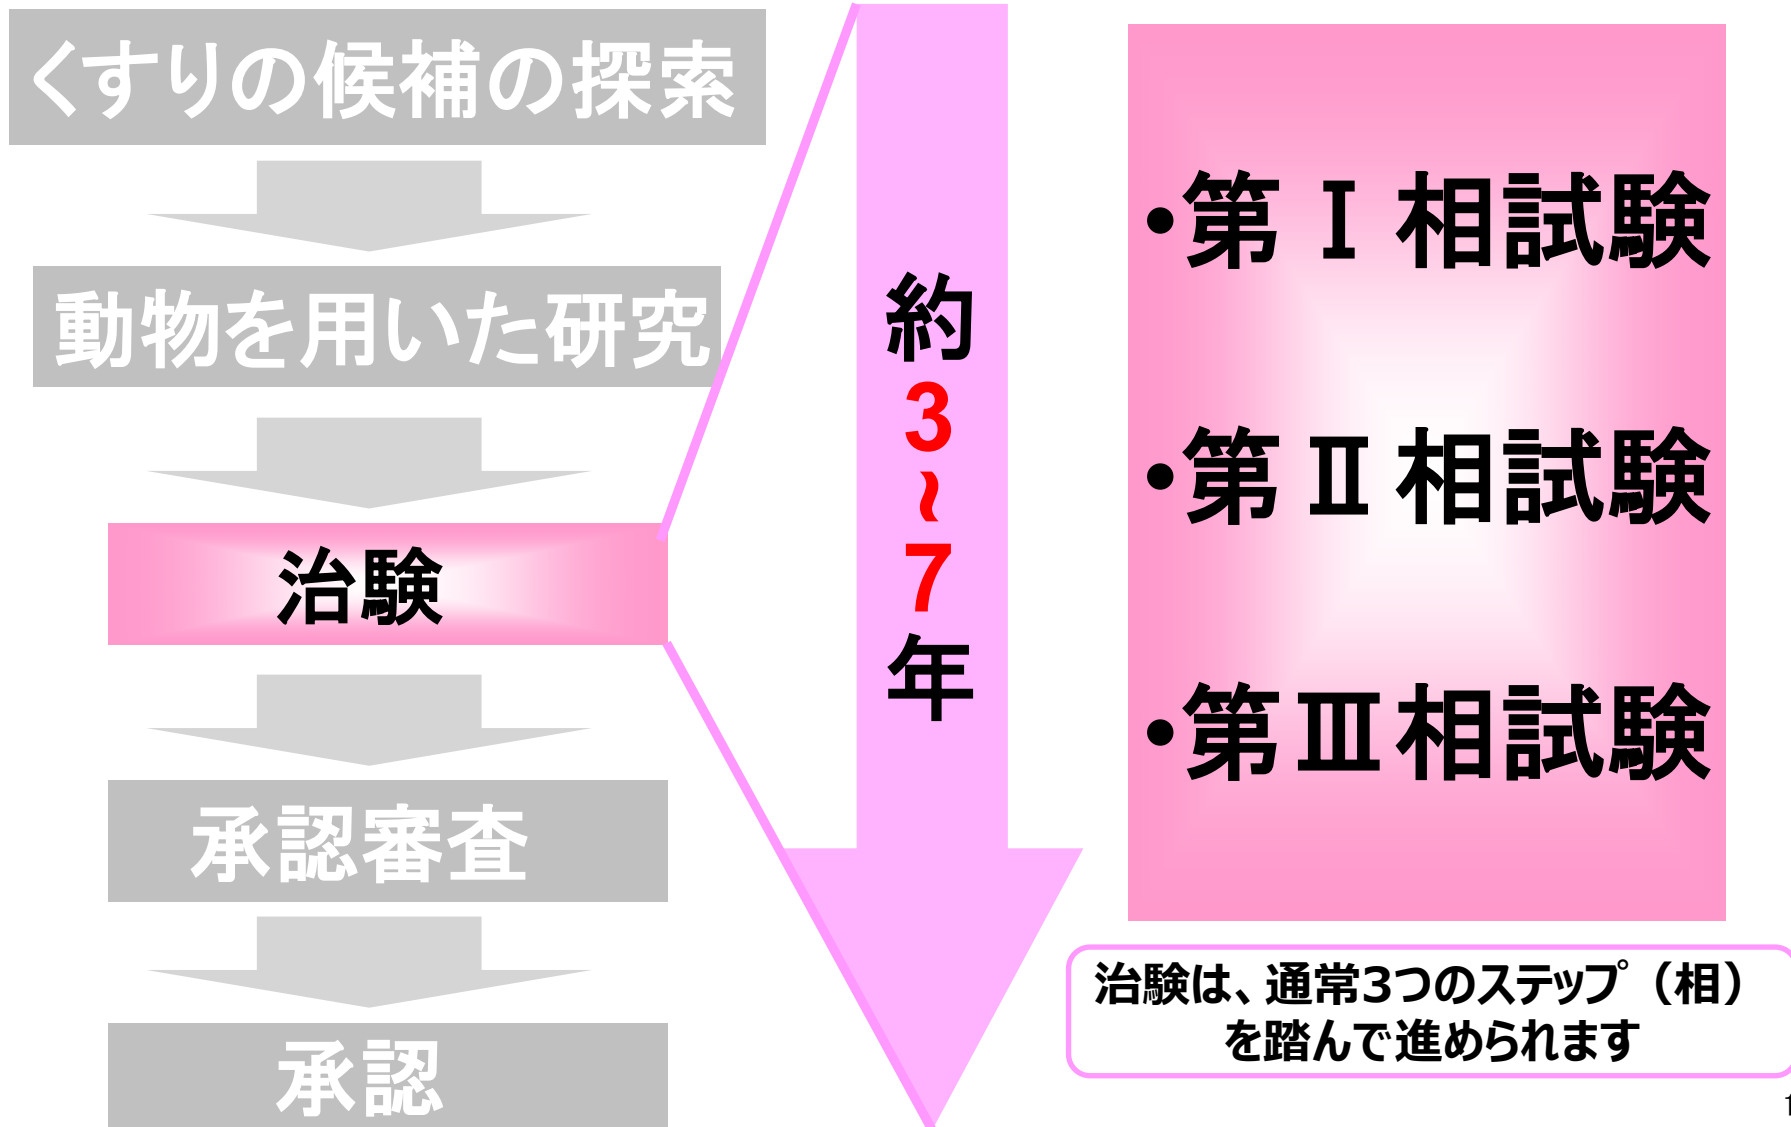 くすりの候補の探索
動物を用いた研究
治験
承認審査
承認
約3~7年
•第Ⅰ相試験
•第Ⅱ相試験
•第Ⅲ相試験
治験は、通常3つのステップ（相）
を踏んで進められます